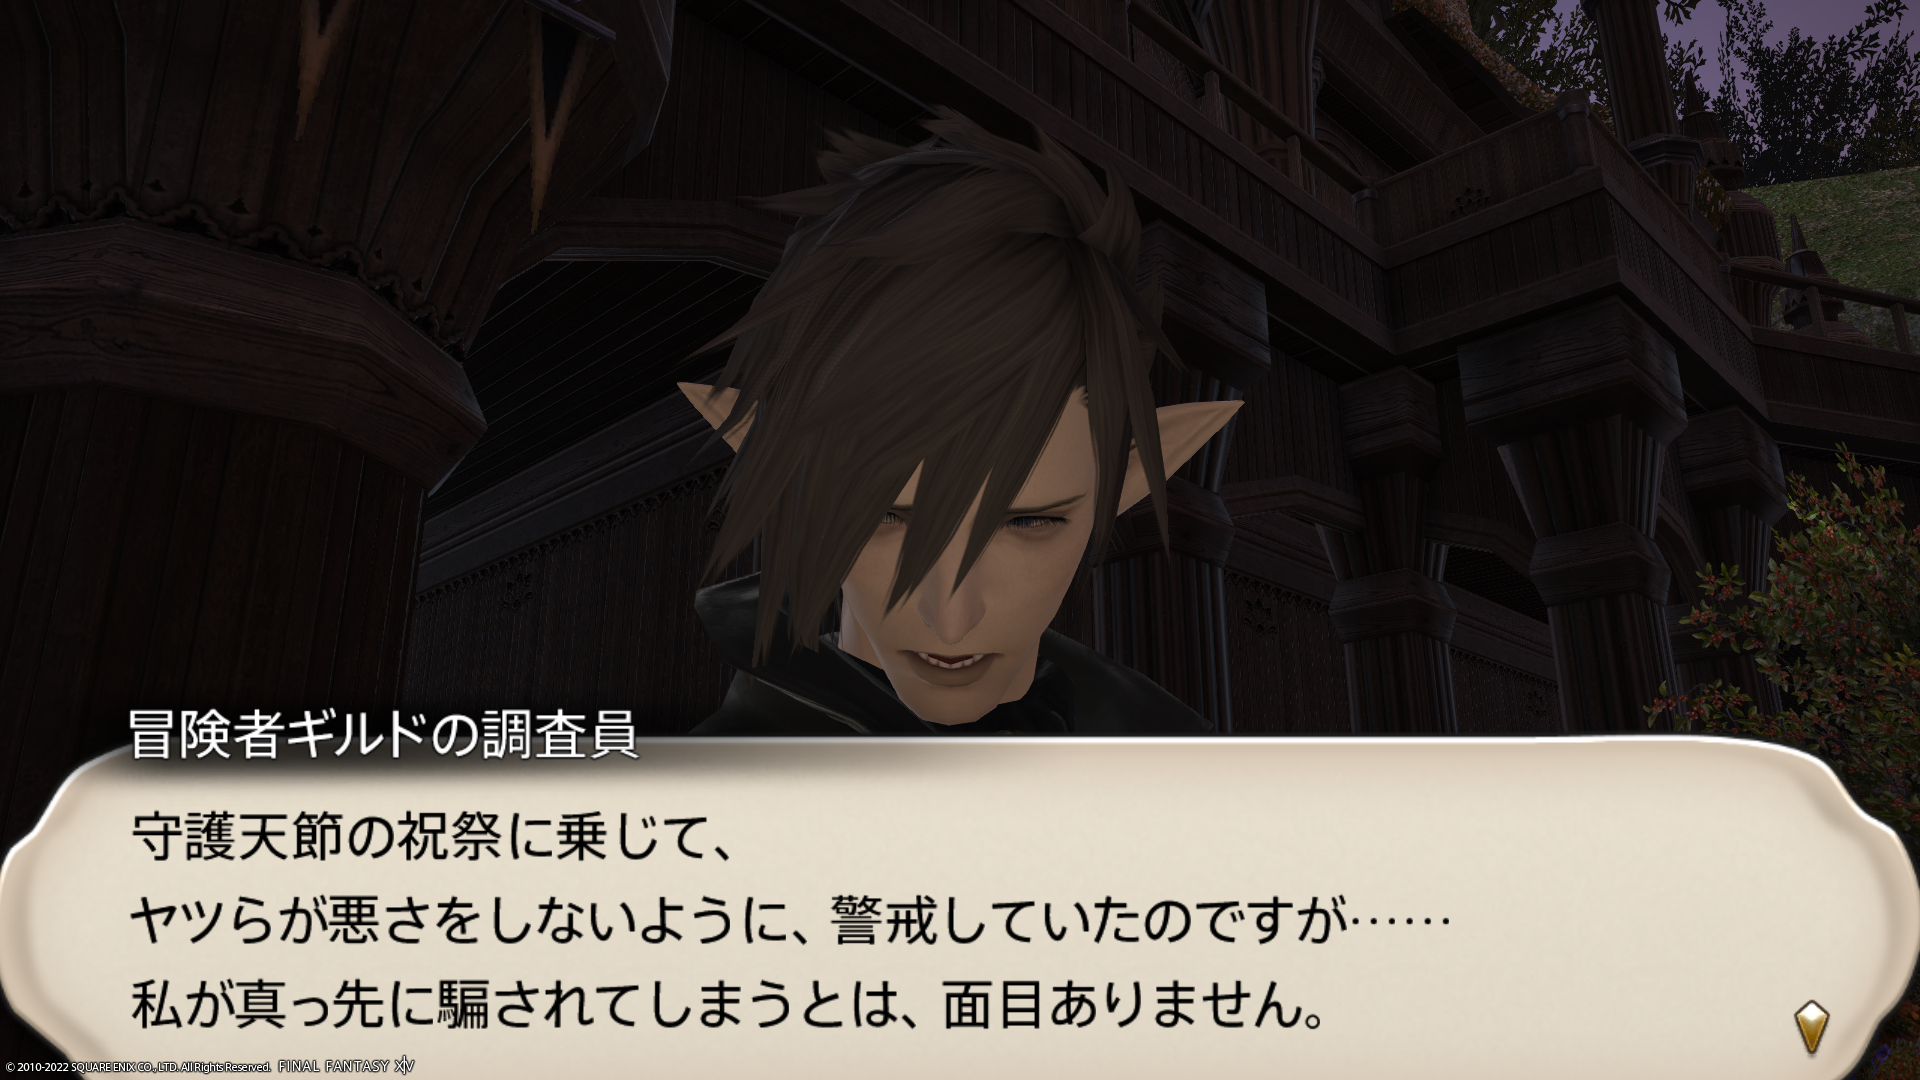 冒険者ギルドの調査員
守護天節の祝祭に乗じて、
ヤツらが悪さをしないように、警戒していたのですが……
私が真っ先に騙されてしまうとは、面目ありません。
© 2010-2022 SQUARE ENIX CO., LTD. All Rights Reserved. FINAL FANTASY XIV